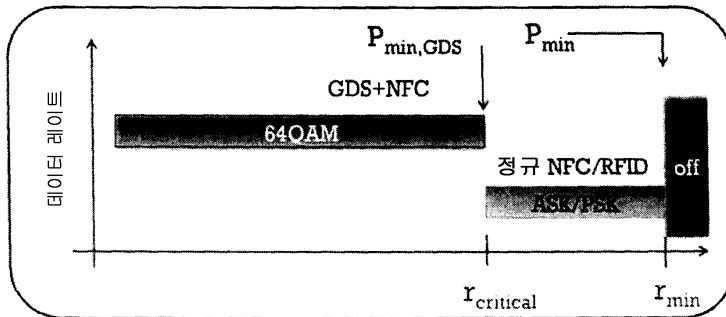 P_min,GDS
P_min
GDS+NFC
64QAM
정규 NFC/RFID
off
ASK/PSK
데이터 레이트
r_critical
r_min